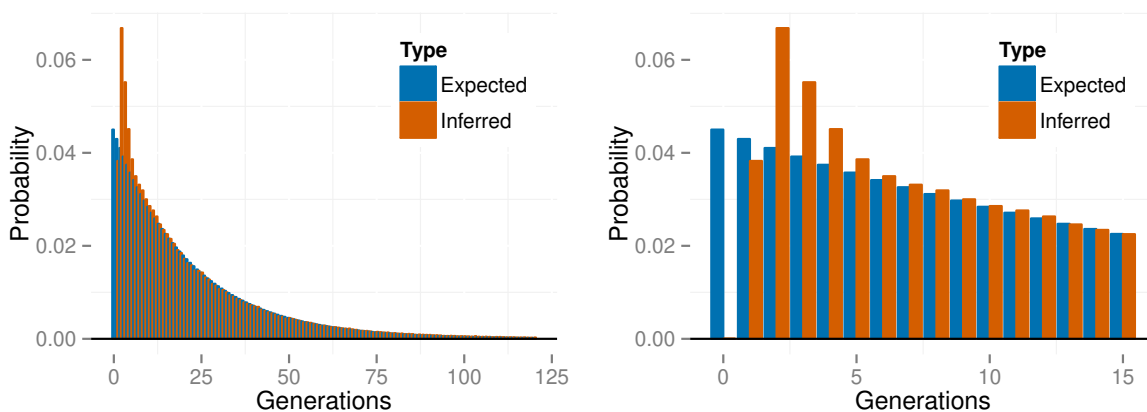 Type
Expected
Inferred
Probability
0.06
0.04
0.02
0.00
0 25 50 75 100 125
Generations
Type
Expected
Inferred
Probability
0.06
0.04
0.02
0.00
0 5 10 15
Generations